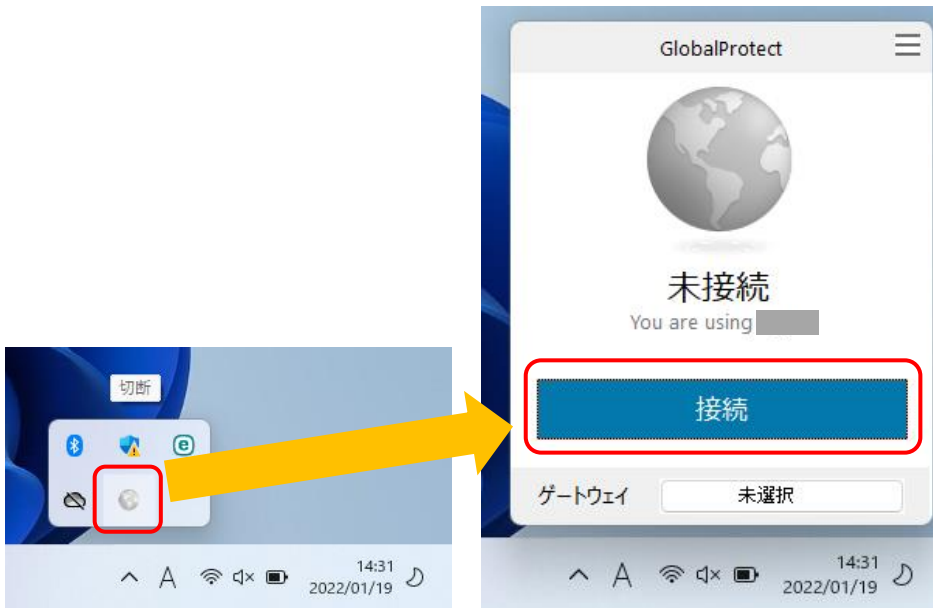 切断
A
14:31
2022/01/19
GlobalProtect
未接続
You are using
接続
ゲートウェイ 未選択
A
14:31
2022/01/19